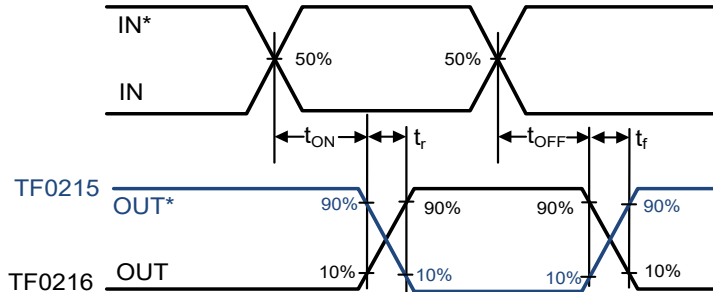 IN*
50% 50%
IN
tON tr tOFF tf
TF0215
OUT*
90% 90% 90% 90%
TF0216 OUT
10% 10% 10% 10%